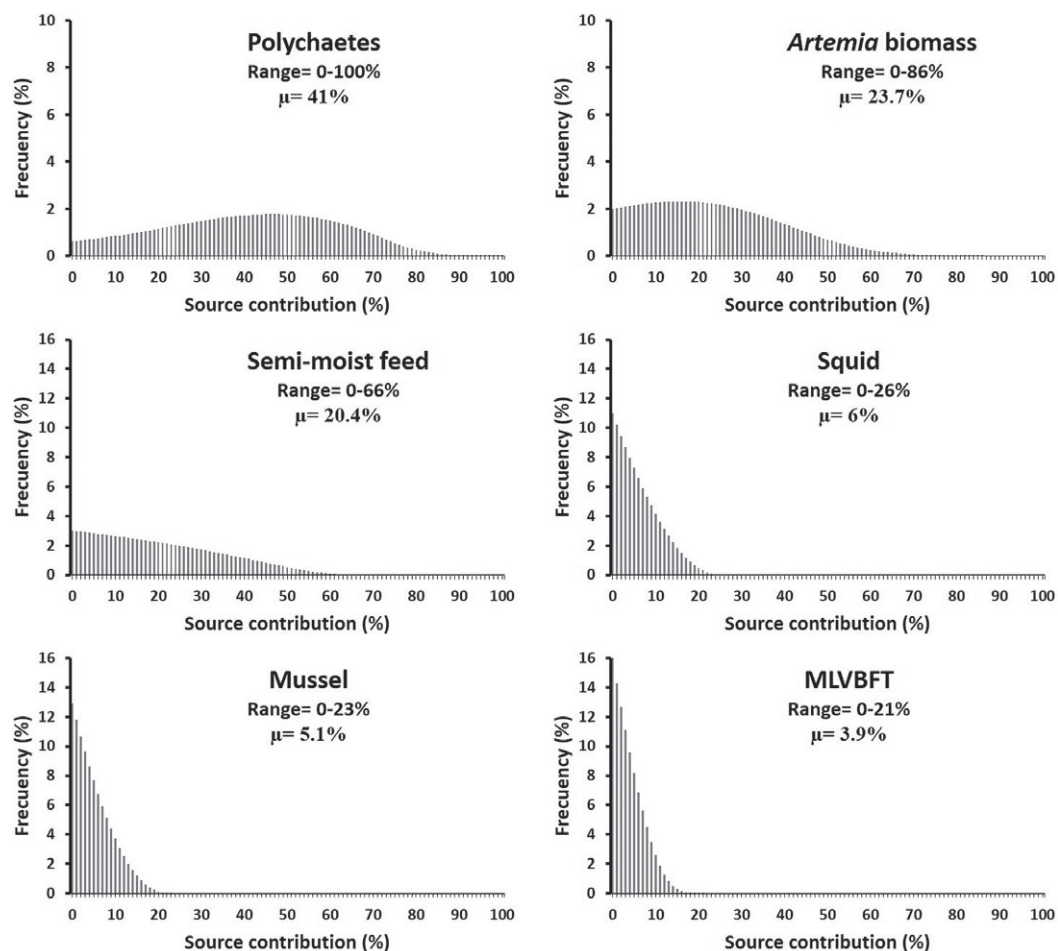 Polychaetes
Range= 0-100%
μ= 41%
Frecuency (%)
10
8
6
4
2
0
0 10 20 30 40 50 60 70 80 90 100
Source contribution (%)
Artemia biomass
Range= 0-86%
μ= 23.7%
Frecuency (%)
10
8
6
4
2
0
0 10 20 30 40 50 60 70 80 90 100
Source contribution (%)
Semi-moist feed
Range= 0-66%
μ= 20.4%
Frecuency (%)
16
14
12
10
8
6
4
2
0
0 10 20 30 40 50 60 70 80 90 100
Source contribution (%)
Squid
Range= 0-26%
μ= 6%
Frecuency (%)
16
14
12
10
8
6
4
2
0
0 10 20 30 40 50 60 70 80 90 100
Source contribution (%)
Mussel
Range= 0-23%
μ= 5.1%
Frecuency (%)
16
14
12
10
8
6
4
2
0
0 10 20 30 40 50 60 70 80 90 100
Source contribution (%)
MLVBFT
Range= 0-21%
μ= 3.9%
Frecuency (%)
16
14
12
10
8
6
4
2
0
0 10 20 30 40 50 60 70 80 90 100
Source contribution (%)